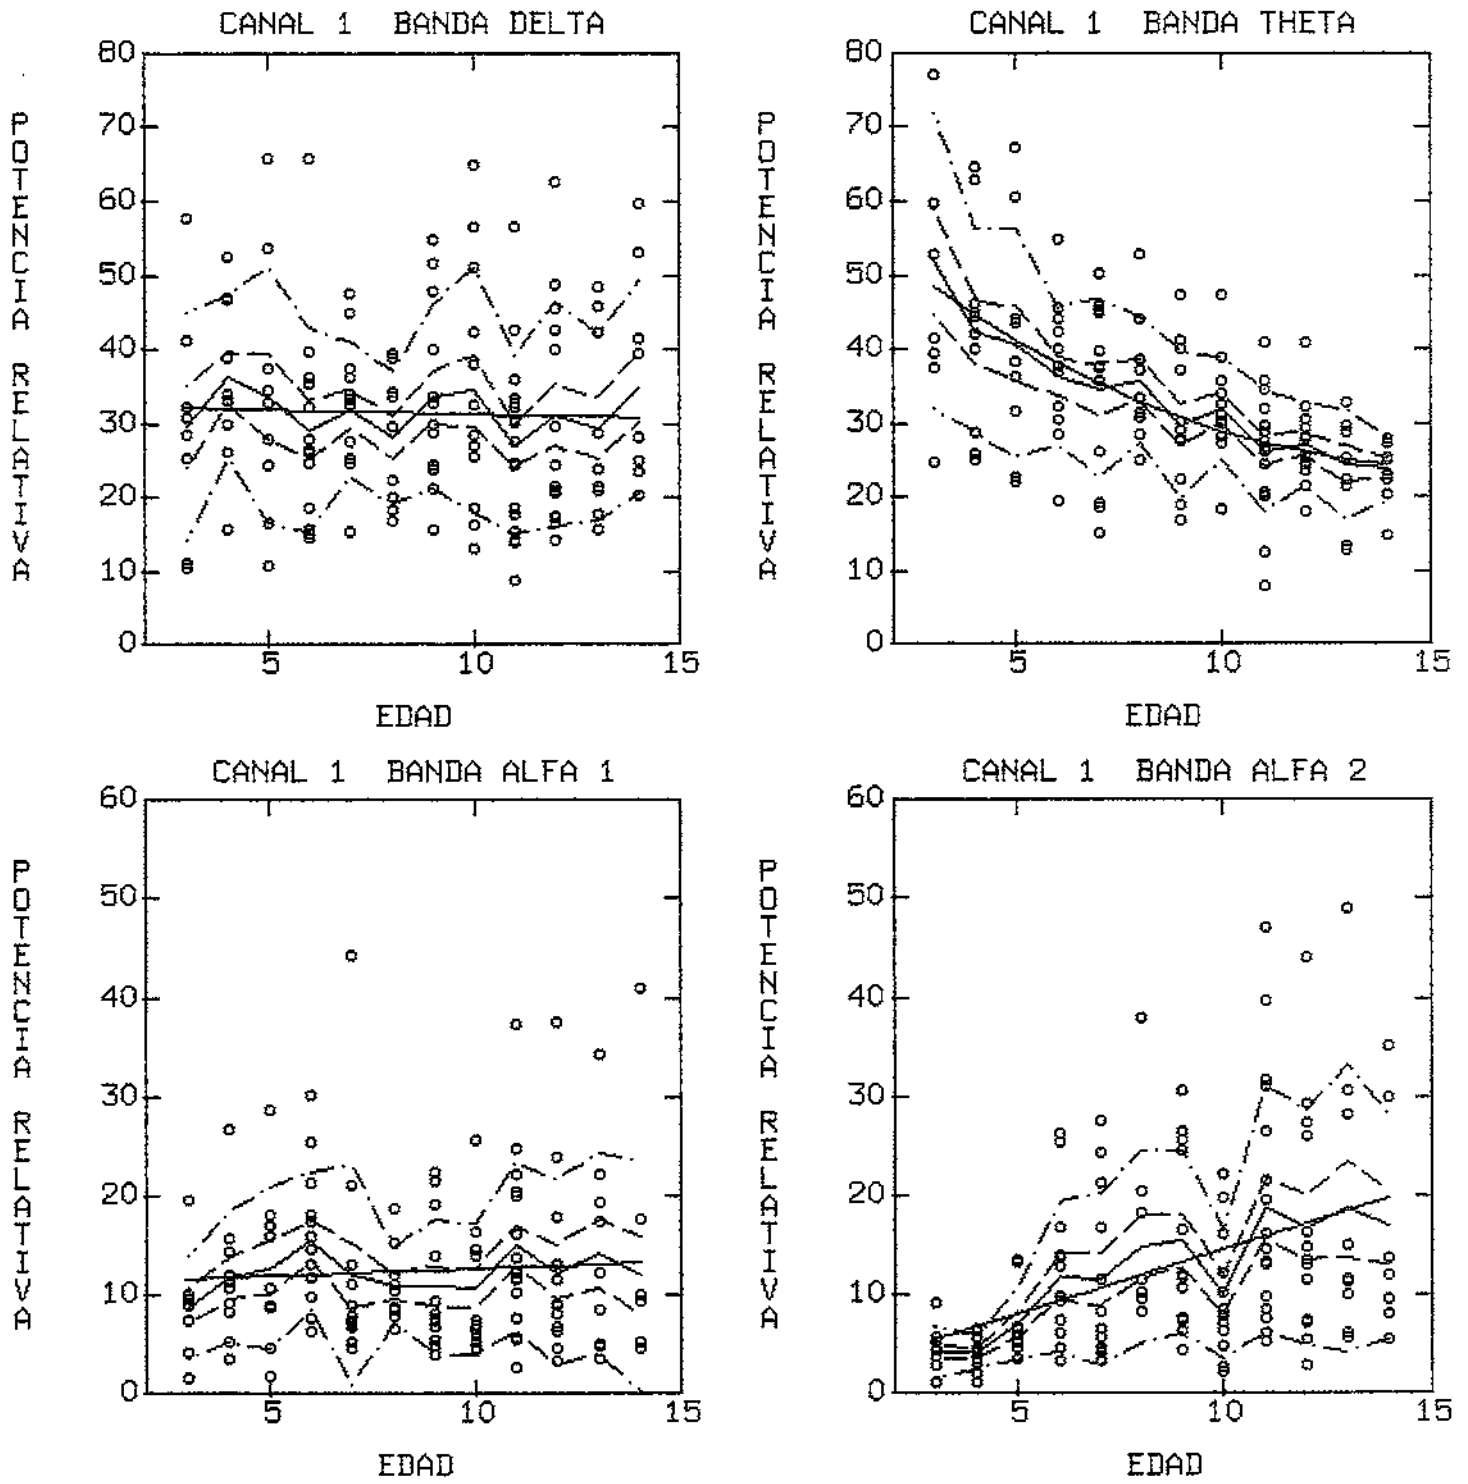 CANAL 1 BANDA DELTA
80
70
60
50
40
30
20
10
0
POTENCIA RELATIVA
5 10 15
EDAD
CANAL 1 BANDA THETA
80
70
60
50
40
30
20
10
0
POTENCIA RELATIVA
5 10 15
EDAD
CANAL 1 BANDA ALFA 1
60
50
40
30
20
10
0
POTENCIA RELATIVA
5 10 15
EDAD
CANAL 1 BANDA ALFA 2
60
50
40
30
20
10
0
POTENCIA RELATIVA
5 10 15
EDAD